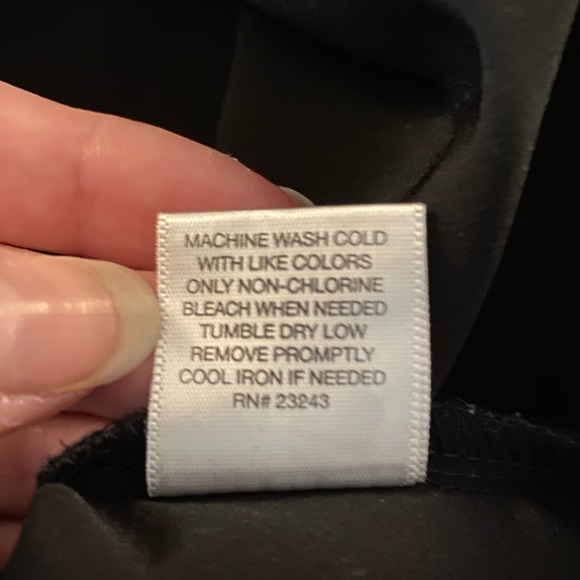 MACHINE WASH COLD
WITH LIKE COLORS
ONLY NON-CHLORINE
BLEACH WHEN NEEDED
TUMBLE DRY LOW
REMOVE PROMPTLY
COOL IRON IF NEEDED
RN# 23243